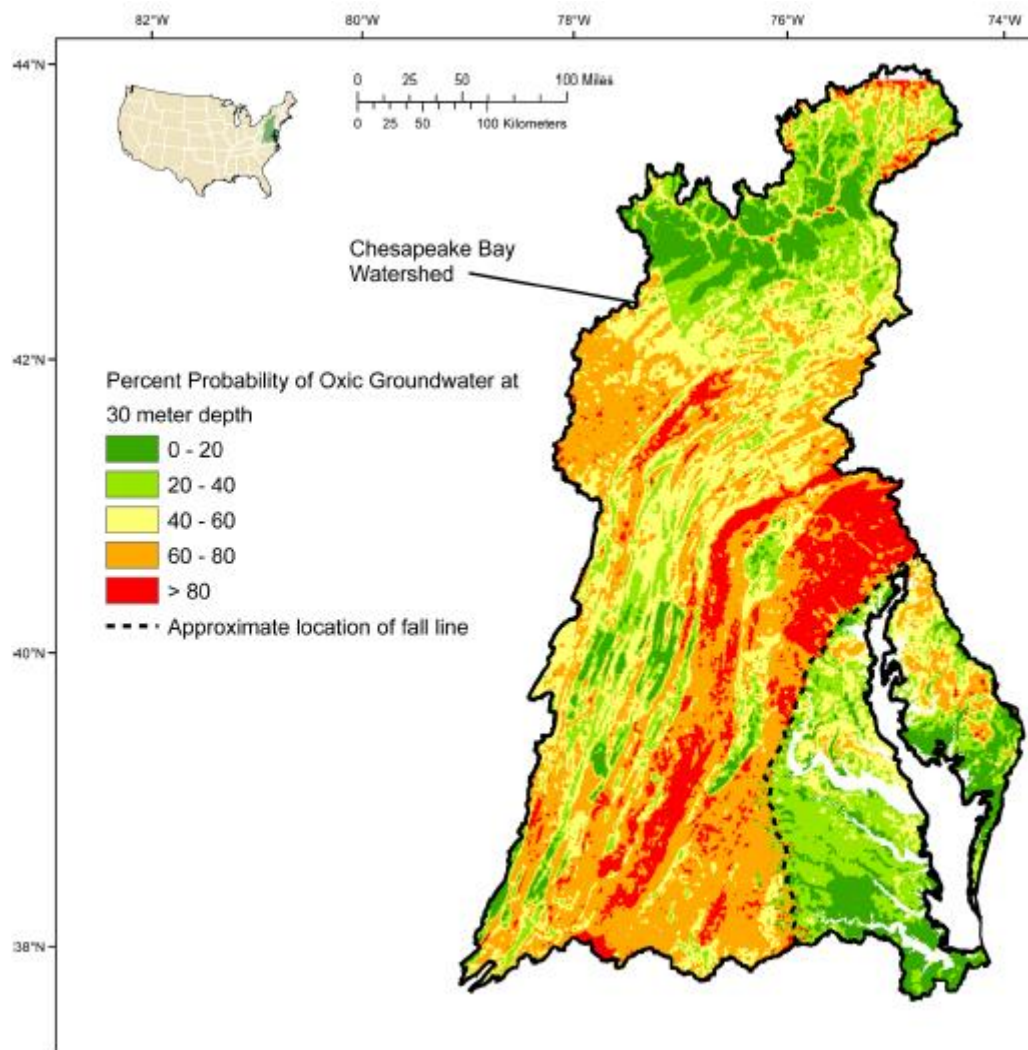 82°W 80°W 78°W 76°W 74°W
44°N
0 25 50 100 Miles
0 25 50 100 Kilometers
Chesapeake Bay
Watershed
42°N
Percent Probability of Oxic Groundwater at
30 meter depth
0 - 20
20 - 40
40 - 60
60 - 80
> 80
Approximate location of fall line
40°N
38°N